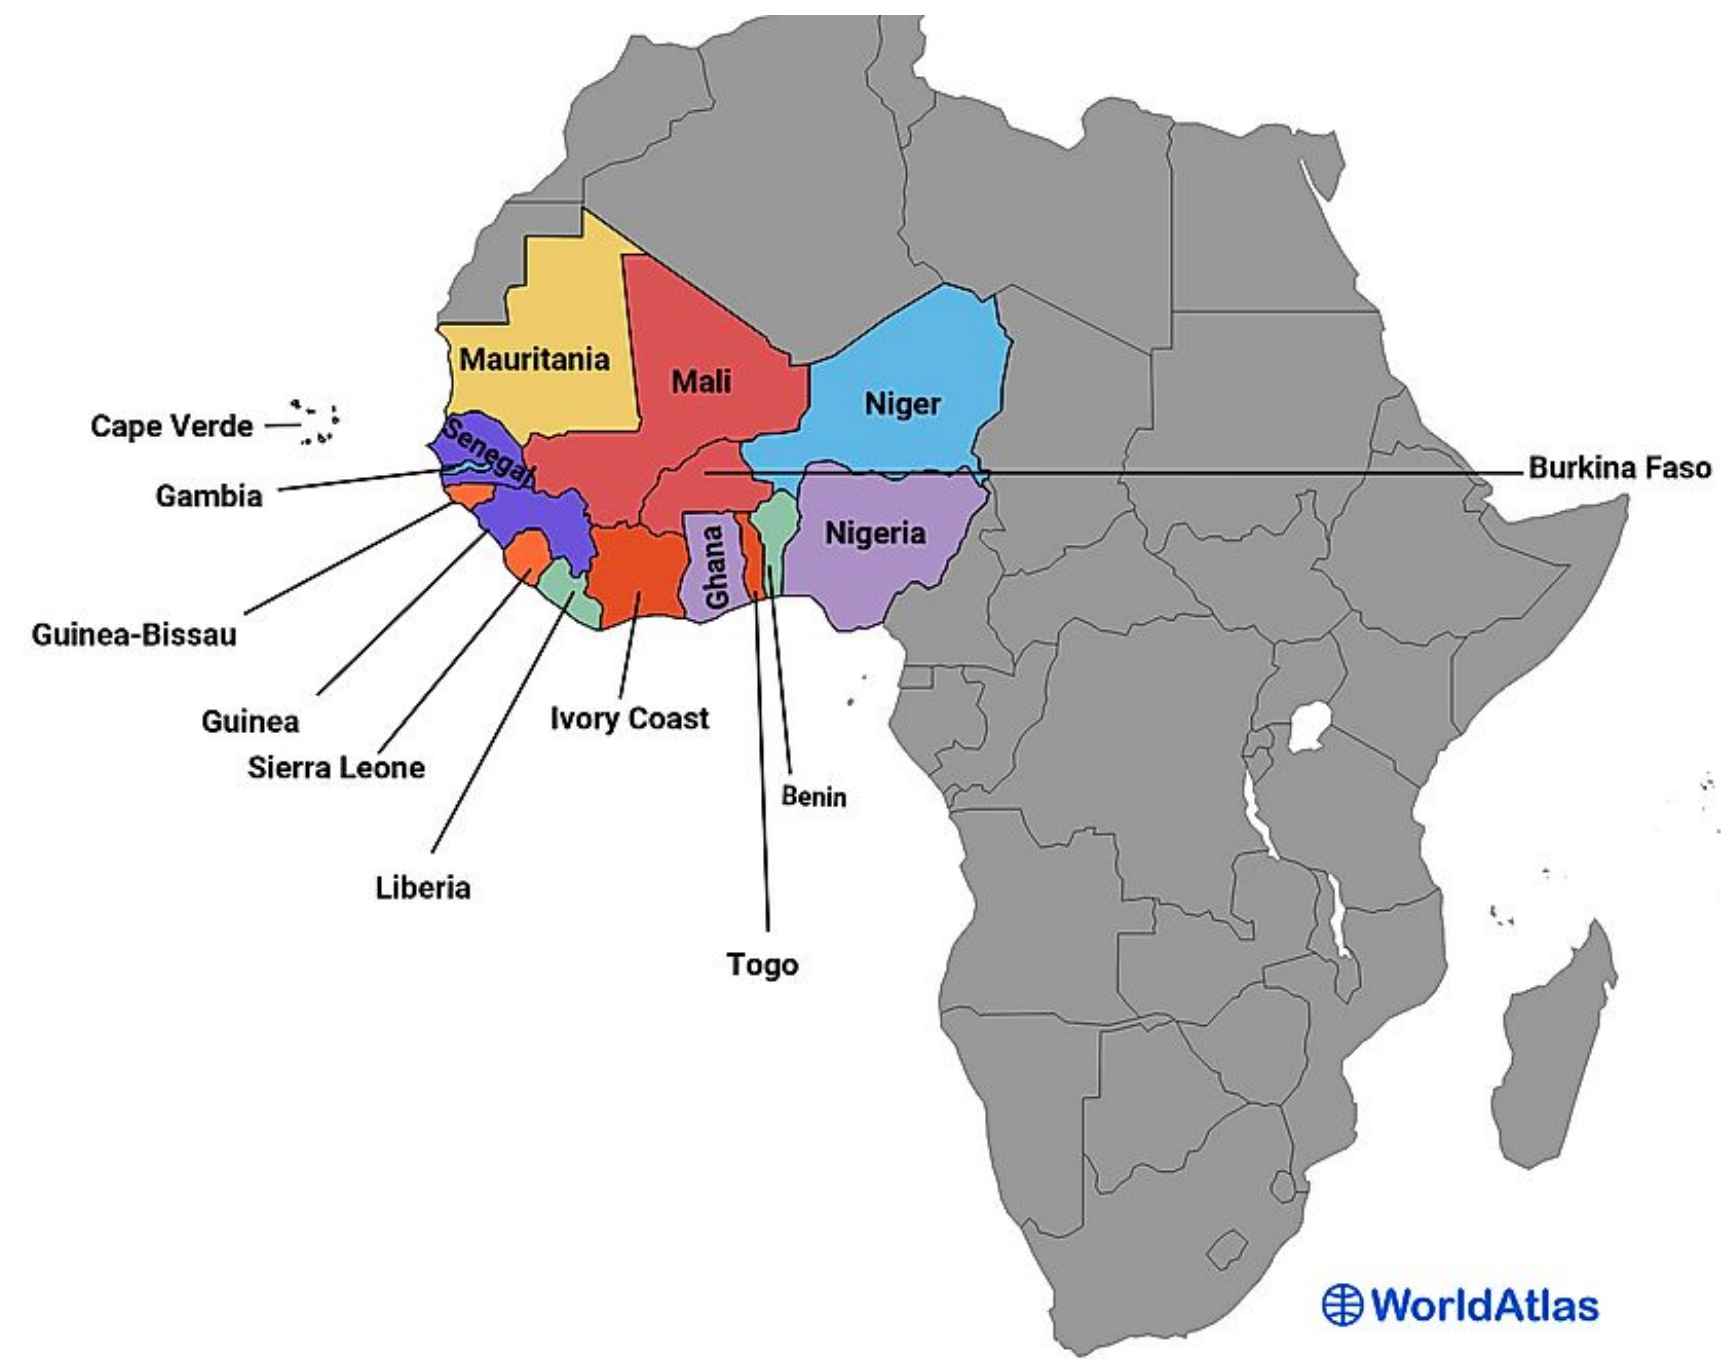 Mauritania
Mali
Niger
Cape Verde
Senegal
Gambia
Burkina Faso
Nigeria
Ghana
Guinea-Bissau
Guinea
Ivory Coast
Sierra Leone
Benin
Liberia
Togo
WorldAtlas